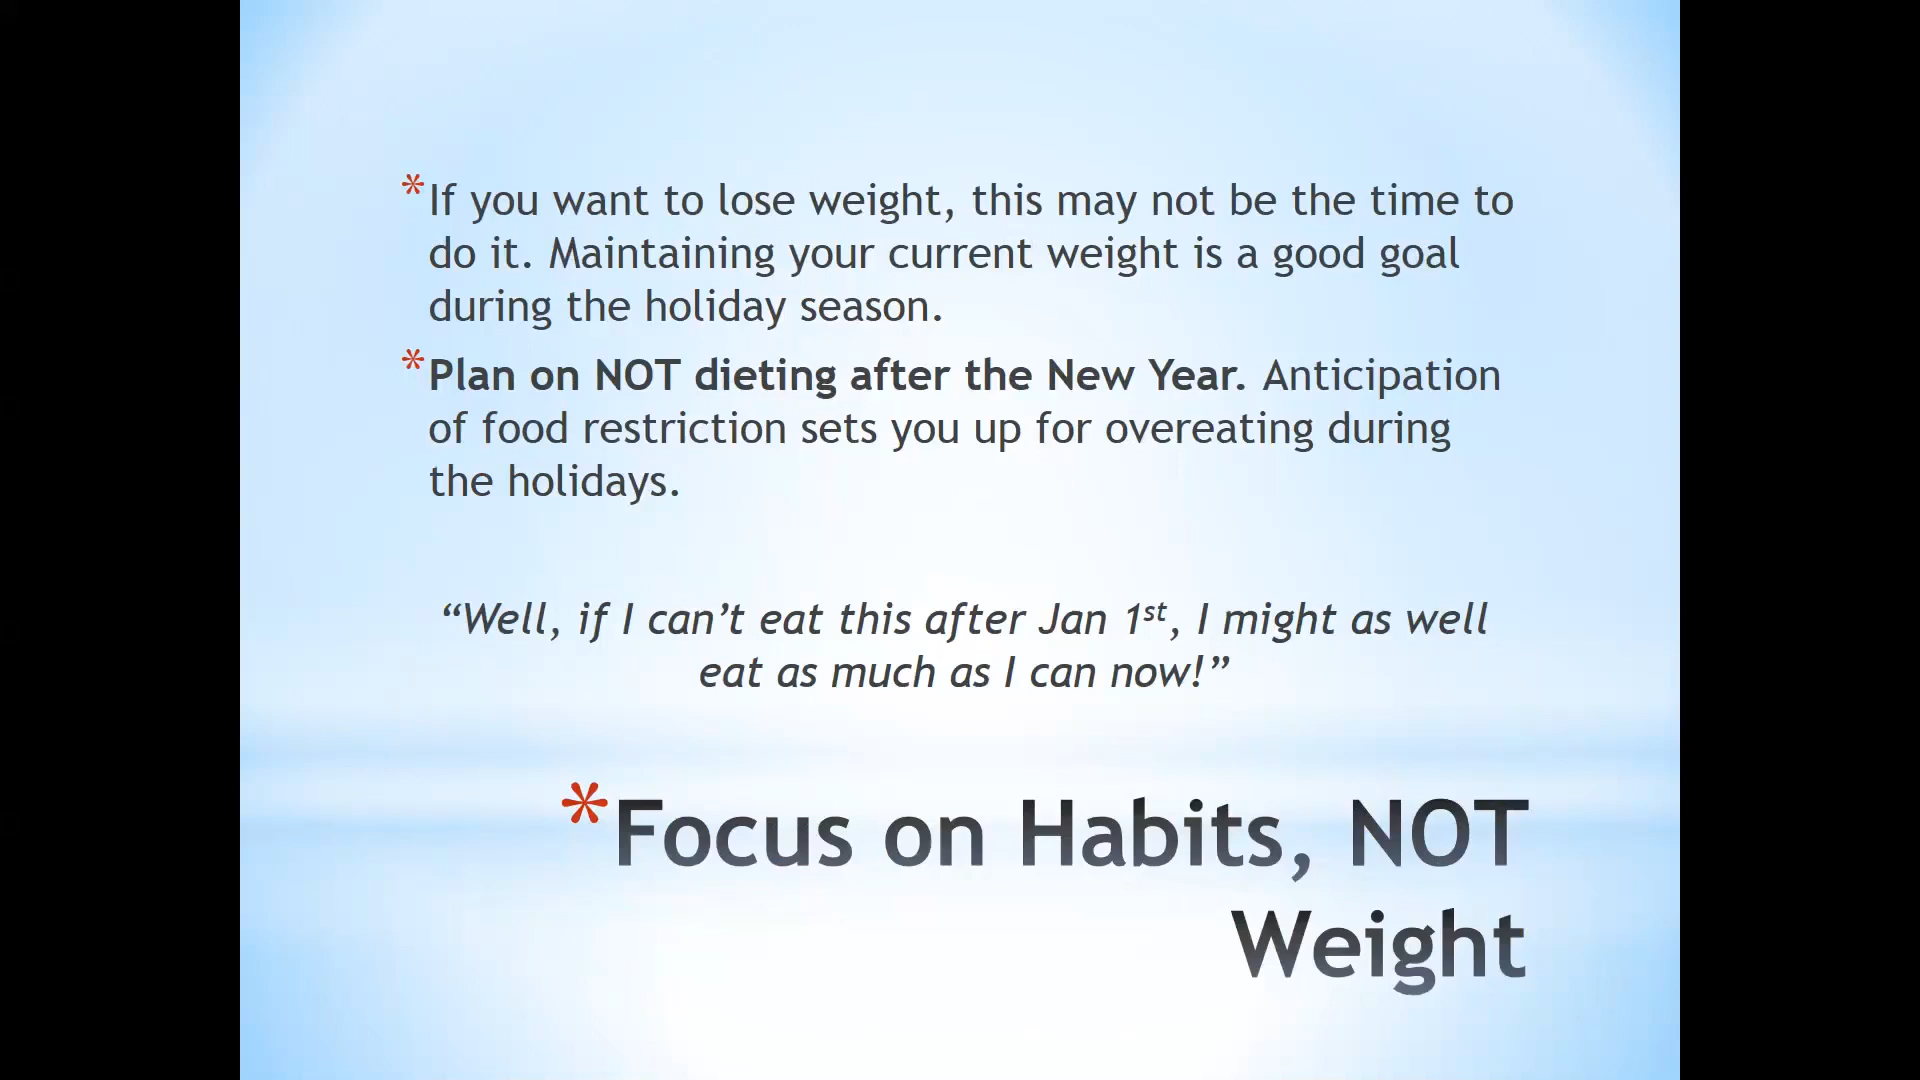 *If you want to lose weight, this may not be the time to
do it. Maintaining your current weight is a good goal
during the holiday season.
*Plan on NOT dieting after the New Year. Anticipation
of food restriction sets you up for overeating during
the holidays.
“Well, if I can’t eat this after Jan 1st, I might as well
eat as much as I can now!”
*Focus on Habits, NOT
Weight